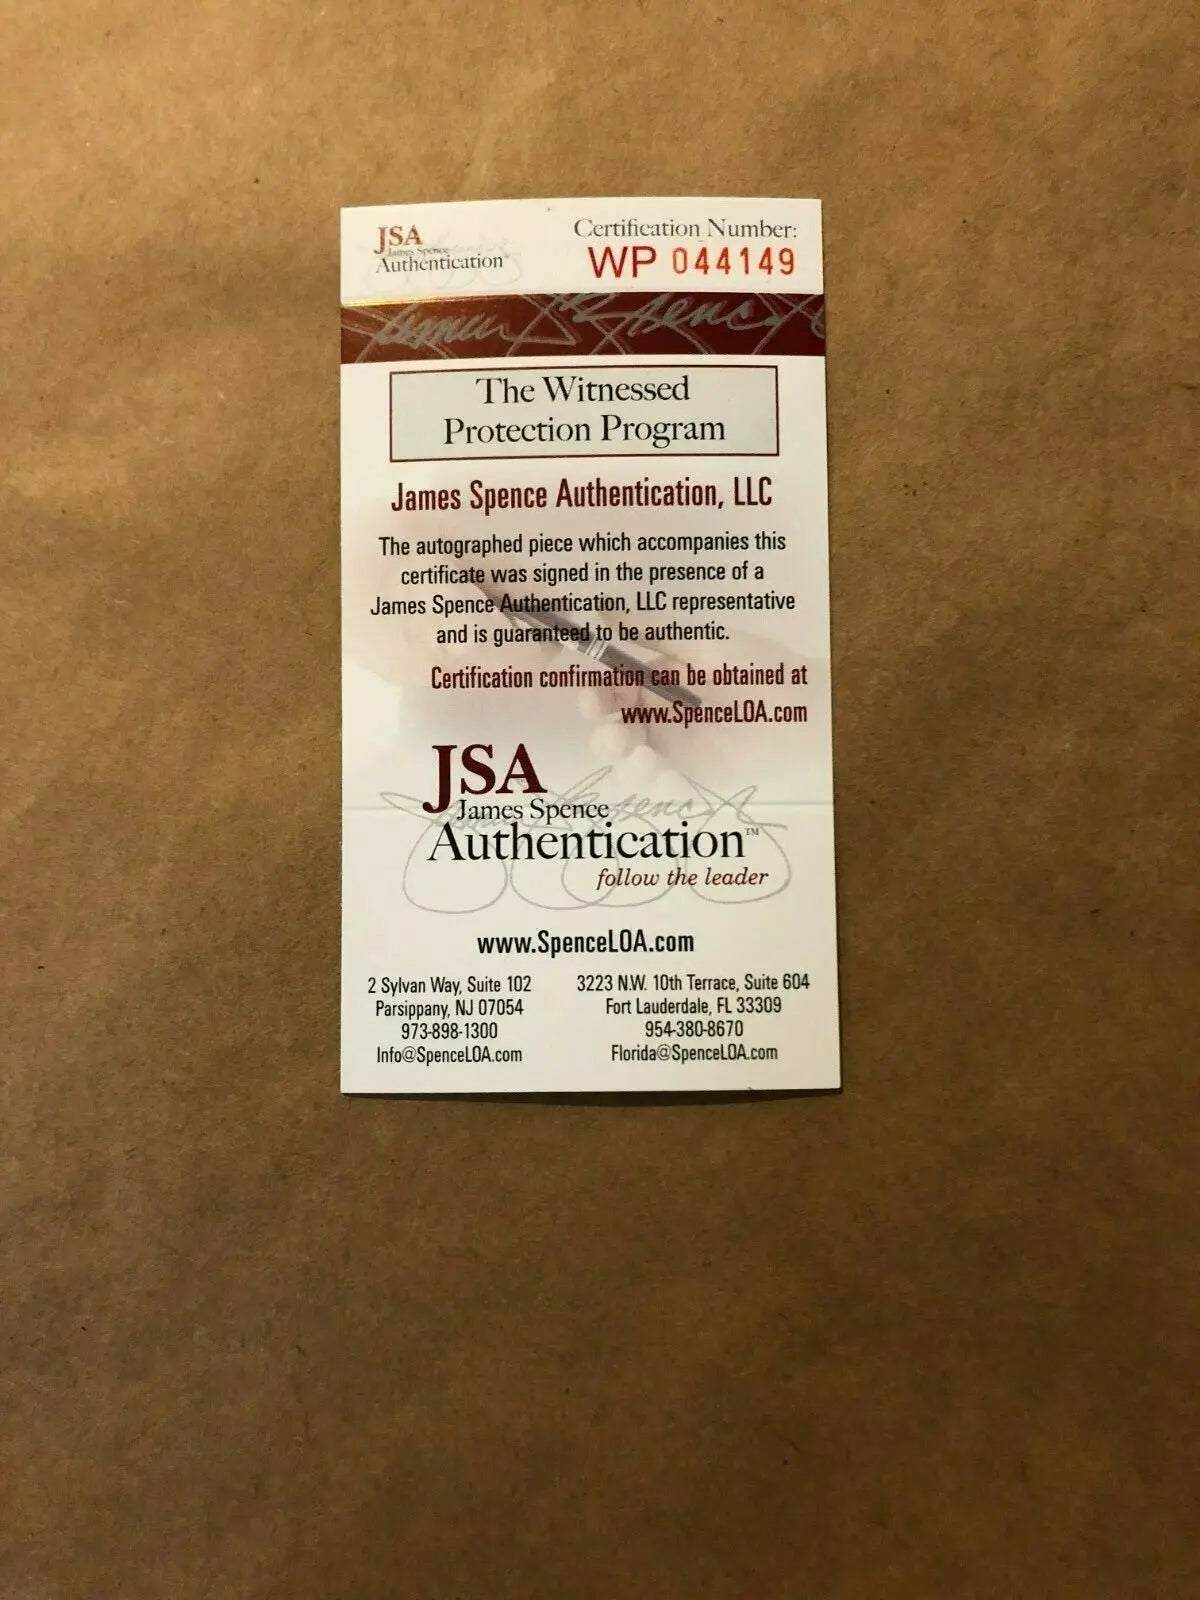 JSA
James Spence
Authentication
Certification Number:
WP 044149
The Witnessed
Protection Program
James Spence Authentication, LLC
The autographed piece which accompanies this
certificate was signed in the presence of a
James Spence Authentication, LLC representative
and is guaranteed to be authentic.
Certification confirmation can be obtained at
www.SpenceLOA.com
JSA
James Spence
Authentication™
follow the leader
www.SpenceLOA.com
2 Sylvan Way, Suite 102
Parsippany, NJ 07054
973-898-1300
Info@SpenceLOA.com
3223 N.W. 10th Terrace, Suite 604
Fort Lauderdale, FL 33309
954-380-8670
Florida@SpenceLOA.com